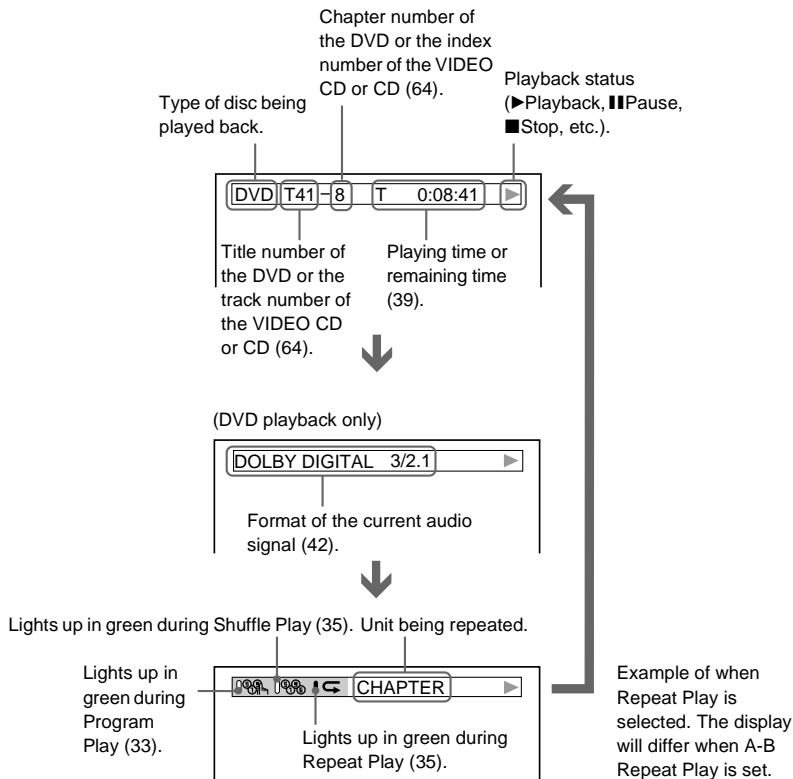 Chapter number of
the DVD or the index
number of the VIDEO
CD or CD (64).
Playback status
(▶Playback, ❚❚Pause,
■Stop, etc.).
Type of disc being
played back.
DVD T41 - 8 T 0:08:41 ▶
Title number of
the DVD or the
track number of
the VIDEO CD
or CD (64).
Playing time or
remaining time
(39).
(DVD playback only)
DOLBY DIGITAL 3/2.1 ▶
Format of the current audio
signal (42).
Lights up in green during Shuffle Play (35). Unit being repeated.
Lights up in
green during
Program
Play (33).
CHAPTER ▶
Lights up in green during
Repeat Play (35).
Example of when
Repeat Play is
selected. The display
will differ when A-B
Repeat Play is set.